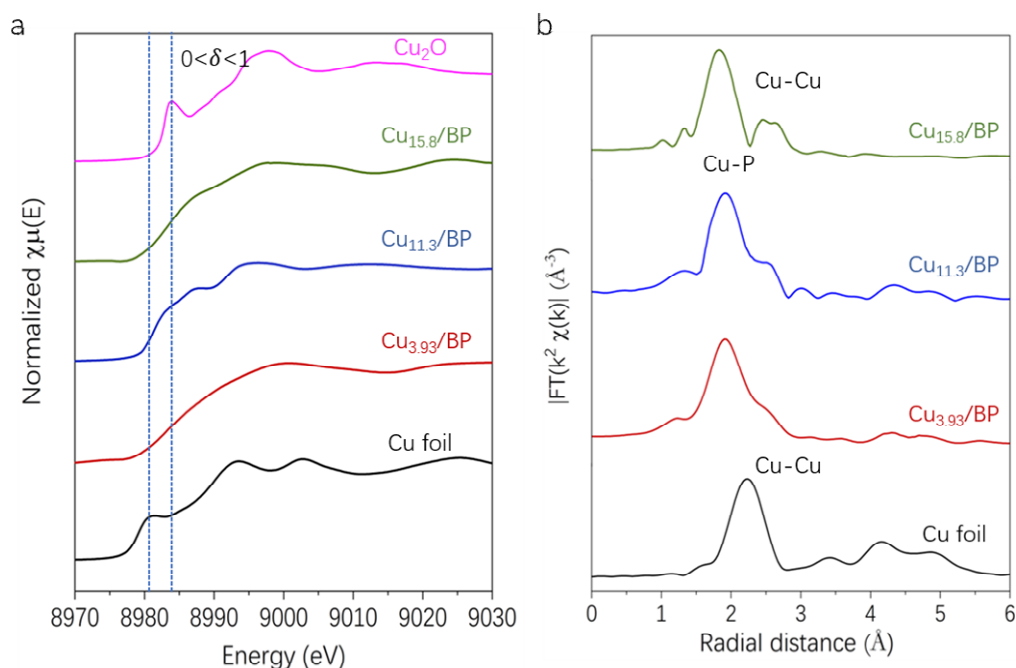 a
Cu₂O
0<δ<1
Cu₁₅.₈/BP
Cu₁₁.₃/BP
Cu₃.₉₃/BP
Cu foil
Normalized χμ(E)
8970 8980 8990 9000 9010 9020 9030
Energy (eV)
b
Cu-Cu
Cu₁₅.₈/BP
Cu-P
Cu₁₁.₃/BP
Cu₃.₉₃/BP
Cu-Cu
Cu foil
|FT(k² χ(k)| (Å⁻³)
0 1 2 3 4 5 6
Radial distance (Å)